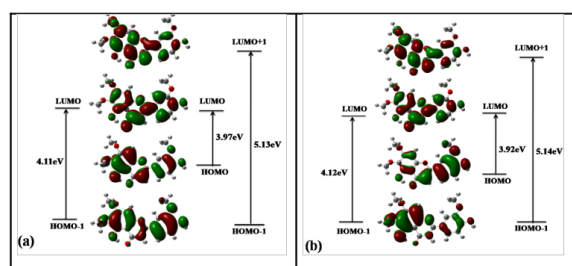 LUMO+1
LUMO
LUMO
4.11eV
3.97eV
5.13eV
HOMO
HOMO-1
HOMO-1
(a)
LUMO+1
LUMO
LUMO
4.12eV
3.92eV
5.14eV
HOMO
HOMO-1
HOMO-1
(b)